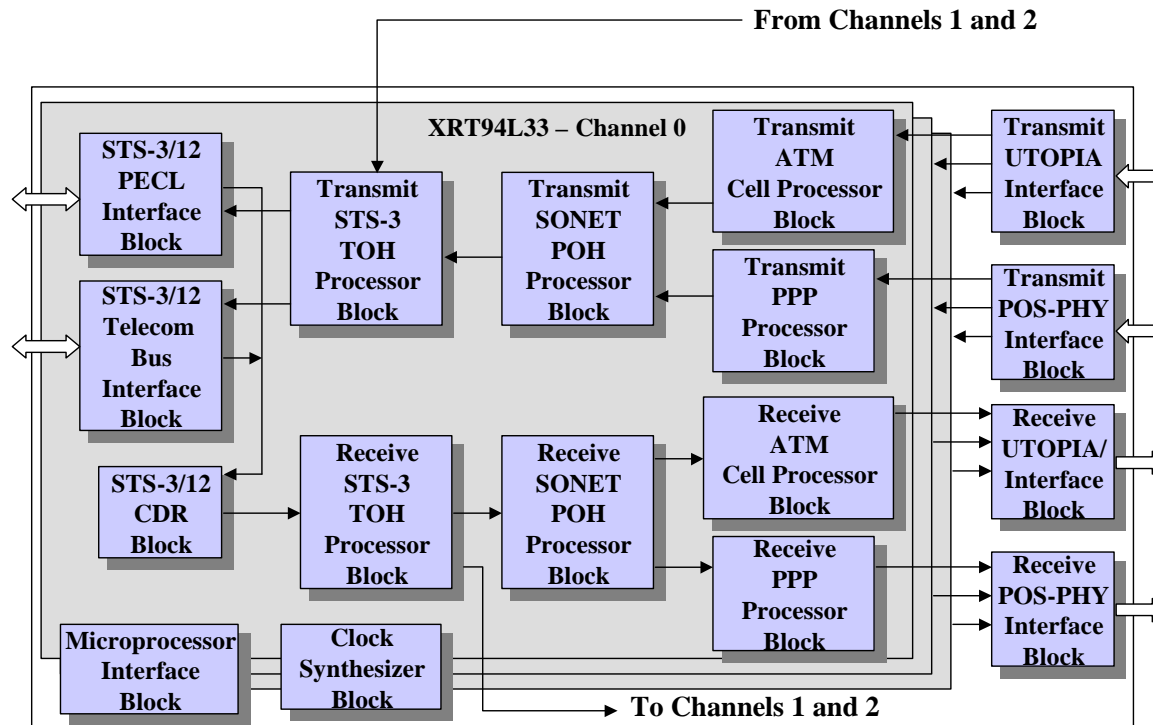 From Channels 1 and 2
XRT94L33 – Channel 0
STS-3/12
PECL
Interface
Block
Transmit
STS-3
TOH
Processor
Block
Transmit
SONET
POH
Processor
Block
Transmit
ATM
Cell Processor
Block
Transmit
UTOPIA
Interface
Block
STS-3/12
Telecom
Bus
Interface
Block
Transmit
PPP
Processor
Block
Transmit
POS-PHY
Interface
Block
STS-3/12
CDR
Block
Receive
STS-3
TOH
Processor
Block
Receive
SONET
POH
Processor
Block
Receive
ATM
Cell Processor
Block
Receive
UTOPIA/
Interface
Block
Receive
PPP
Processor
Block
Receive
POS-PHY
Interface
Block
Microprocessor
Interface
Block
Clock
Synthesizer
Block
To Channels 1 and 2